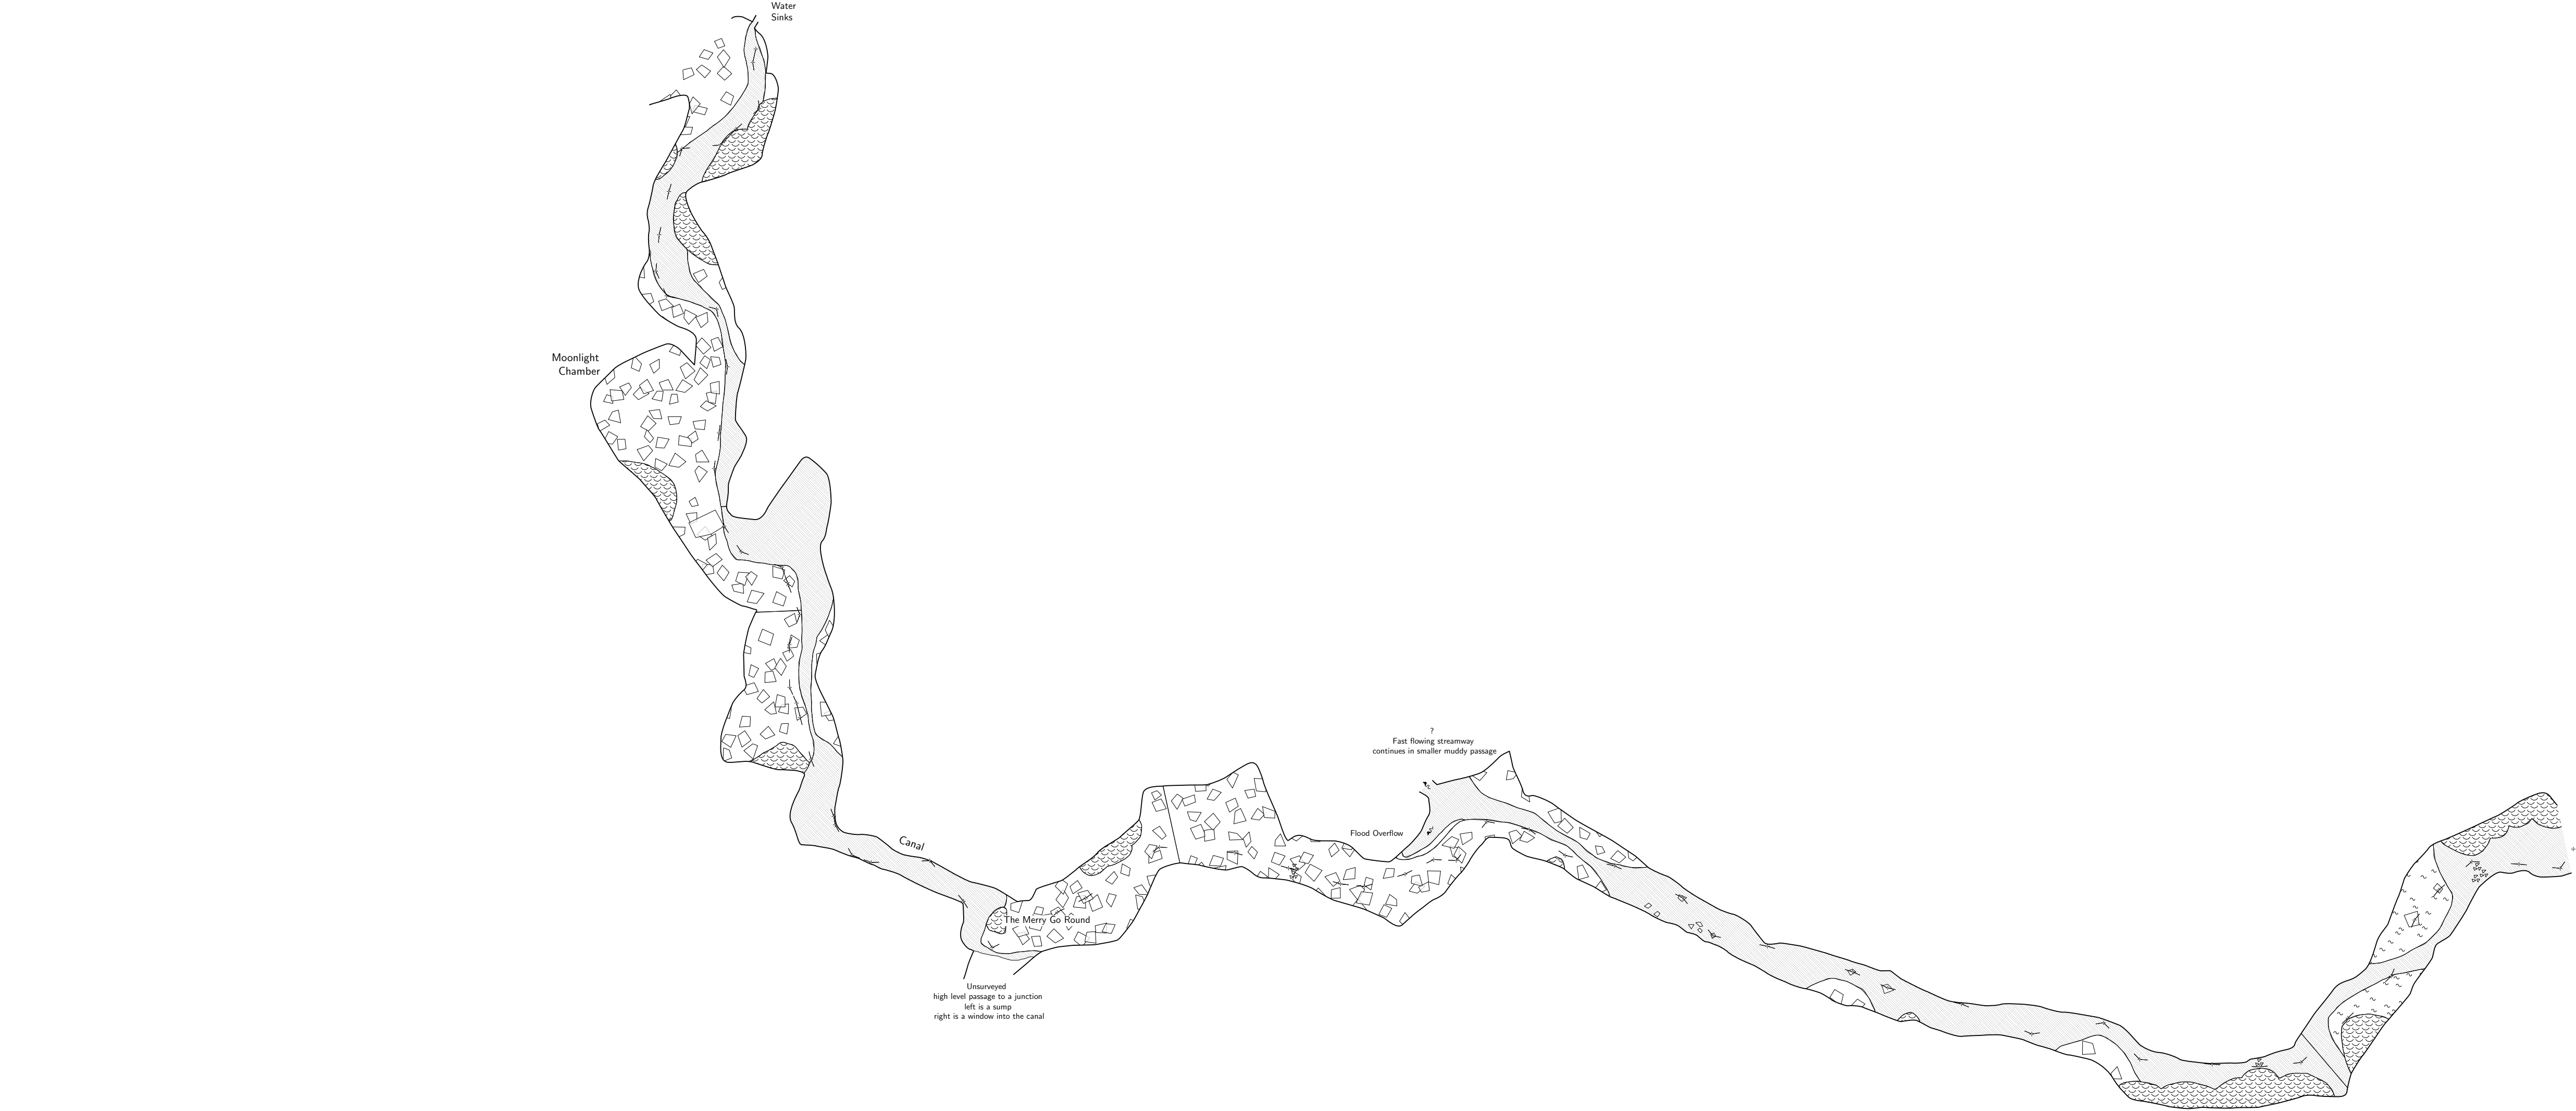 Water
Sinks
Moonlight
Chamber
?
Fast flowing streamway
continues in smaller muddy passage
Flood Overflow
Canal
The Merry Go Round
Unsurveyed
high level passage to a junction
left is a sump
right is a window into the canal